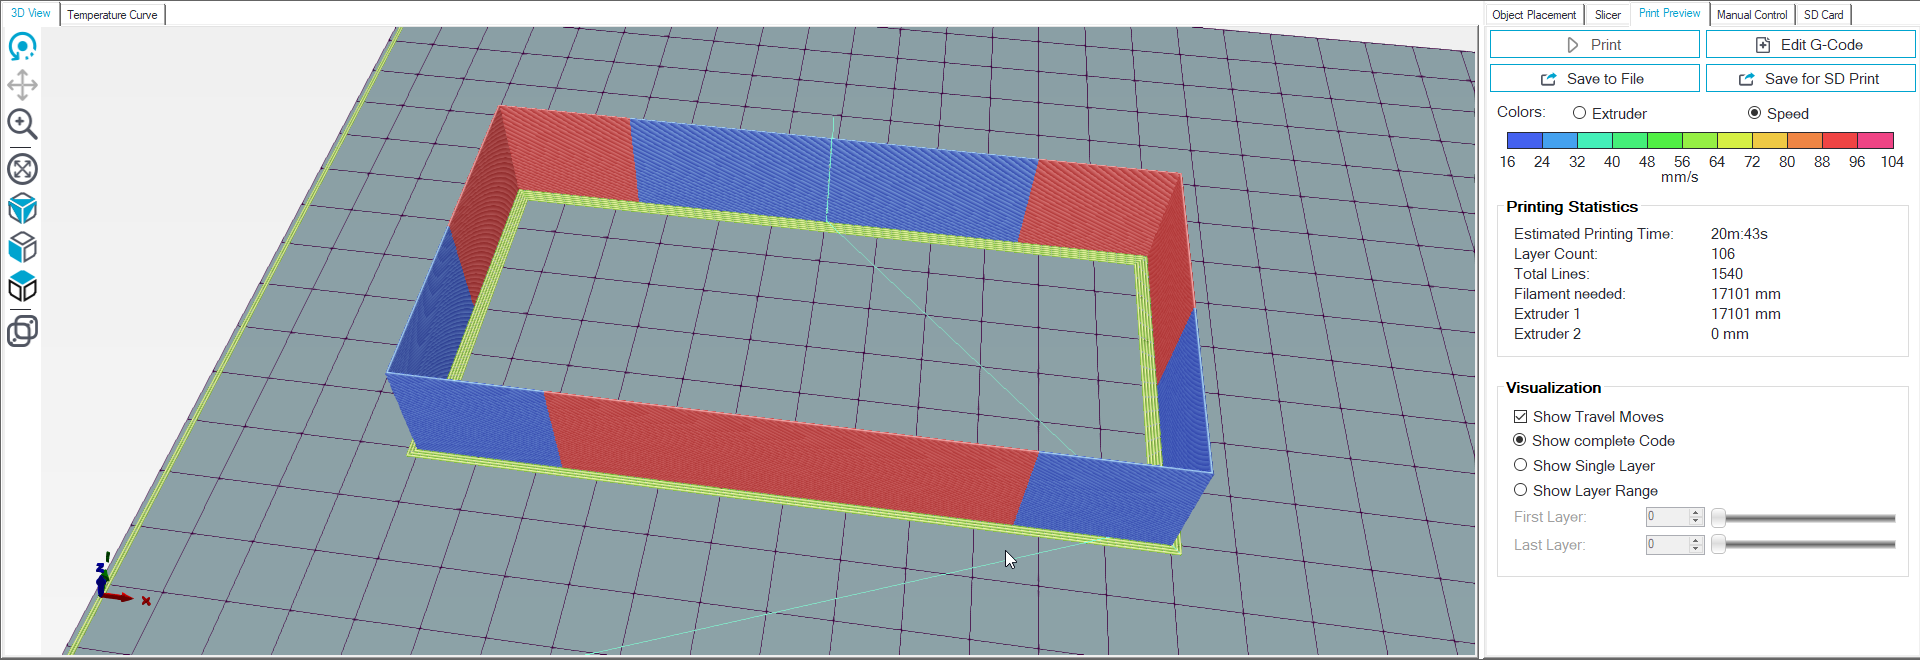 3D View Temperature Curve
Object Placement Slicer Print Preview Manual Control SD Card
Print Edit G-Code
Save to File Save for SD Print
Colors: Extruder Speed
16 24 32 40 48 56 64 72 80 88 96 104
mm/s
Printing Statistics
Estimated Printing Time: 20m:43s
Layer Count: 106
Total Lines: 1540
Filament needed: 17101 mm
Extruder 1 17101 mm
Extruder 2 0 mm
Visualization
Show Travel Moves
Show complete Code
Show Single Layer
Show Layer Range
First Layer: 0
Last Layer: 0
Z
X